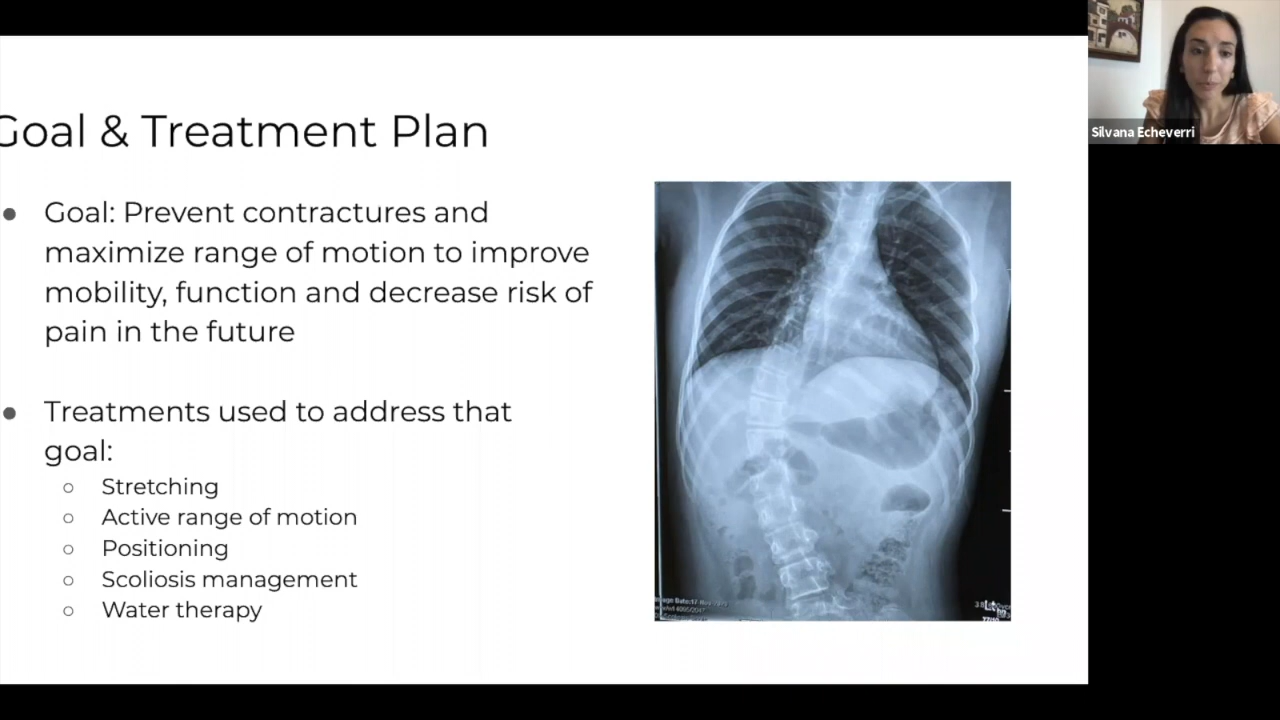 Goal & Treatment Plan
Silvana Echeverri
● Goal: Prevent contractures and
maximize range of motion to improve
mobility, function and decrease risk of
pain in the future
● Treatments used to address that
goal:
○ Stretching
○ Active range of motion
○ Positioning
○ Scoliosis management
○ Water therapy